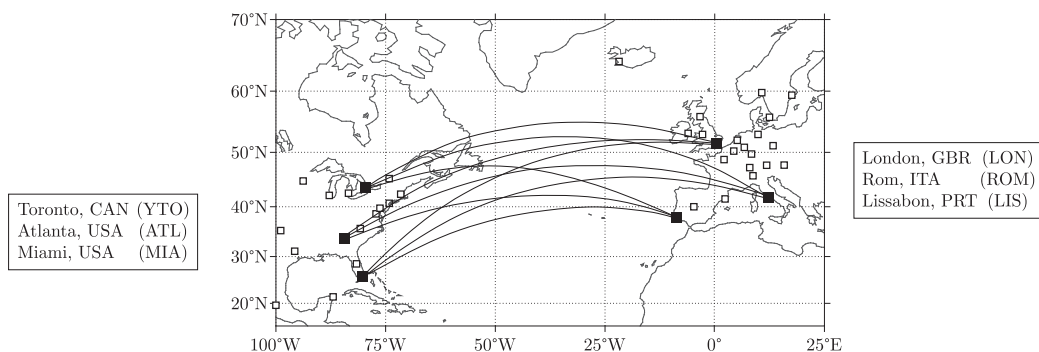 70°N
60°N
50°N
40°N
30°N
20°N
100°W 75°W 50°W 25°W 0° 25°E
Toronto, CAN (YTO)
Atlanta, USA (ATL)
Miami, USA (MIA)
London, GBR (LON)
Rom, ITA (ROM)
Lissabon, PRT (LIS)